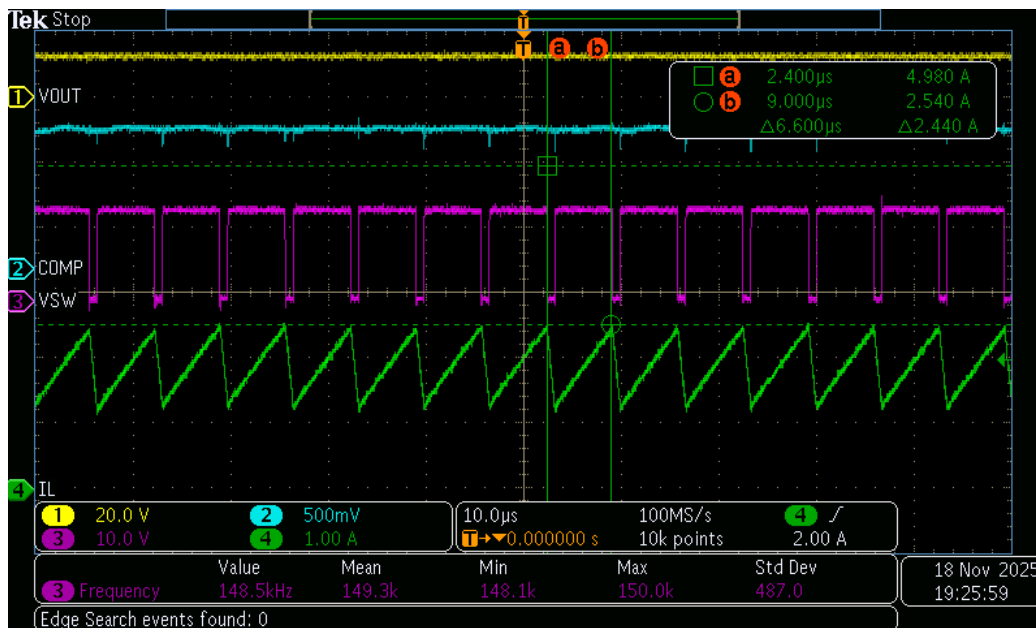 Tek Stop
T
T a b
a 2.400µs 4.980 A
b 9.000µs 2.540 A
Δ6.600µs Δ2.440 A
1 VOUT
2 COMP
3 VSW
4 IL
1 20.0 V 2 500mV 10.0µs 100MS/s 4
3 10.0 V 4 1.00 A T→▼0.000000 s 10k points 2.00 A
Value Mean Min Max Std Dev
3 Frequency 148.5kHz 149.3k 148.1k 150.0k 487.0
18 Nov 2025
19:25:59
Edge Search events found: 0